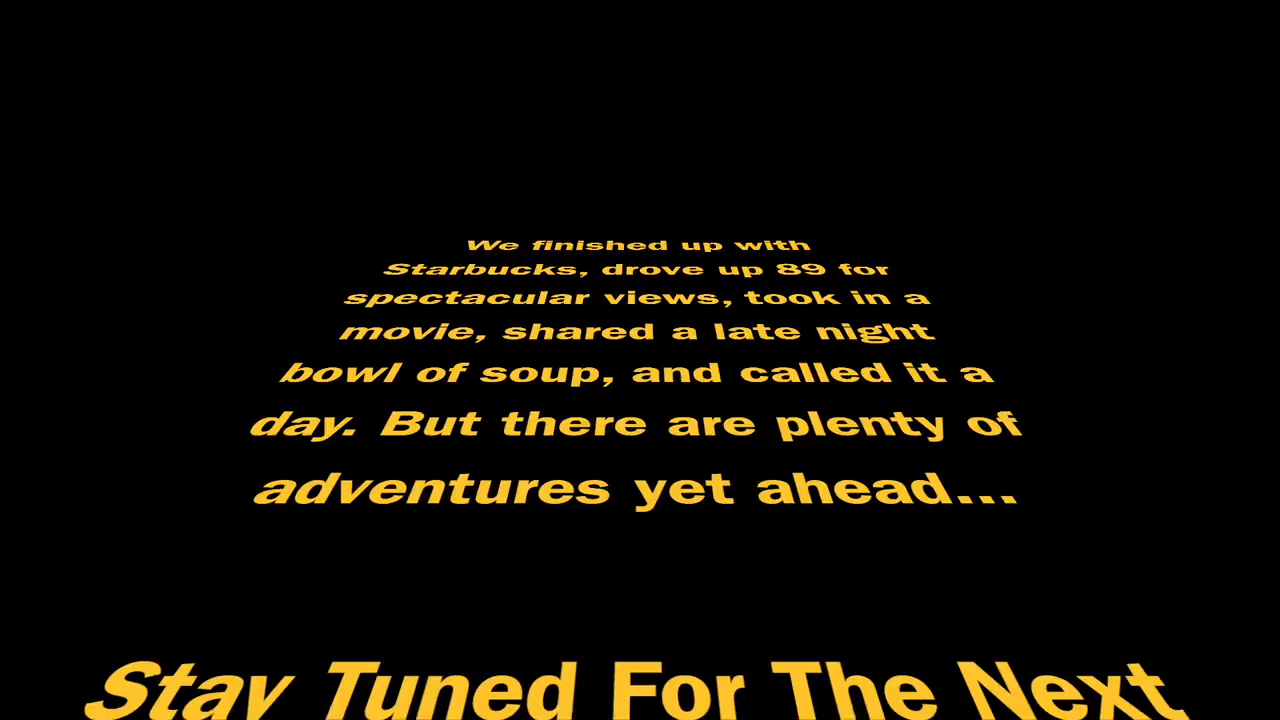 We finished up with
Starbucks, drove up 89 for
spectacular views, took in a
movie, shared a late night
bowl of soup, and called it a
day. But there are plenty of
adventures yet ahead...
Stay Tuned For The Next